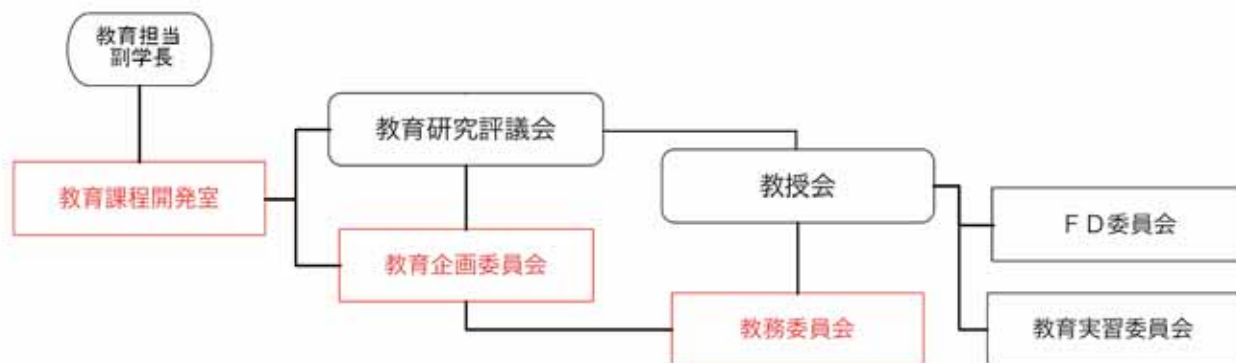 教育担当
副学長
教育研究評議会
教授会
教育課程開発室
ＦＤ委員会
教育企画委員会
教務委員会
教育実習委員会